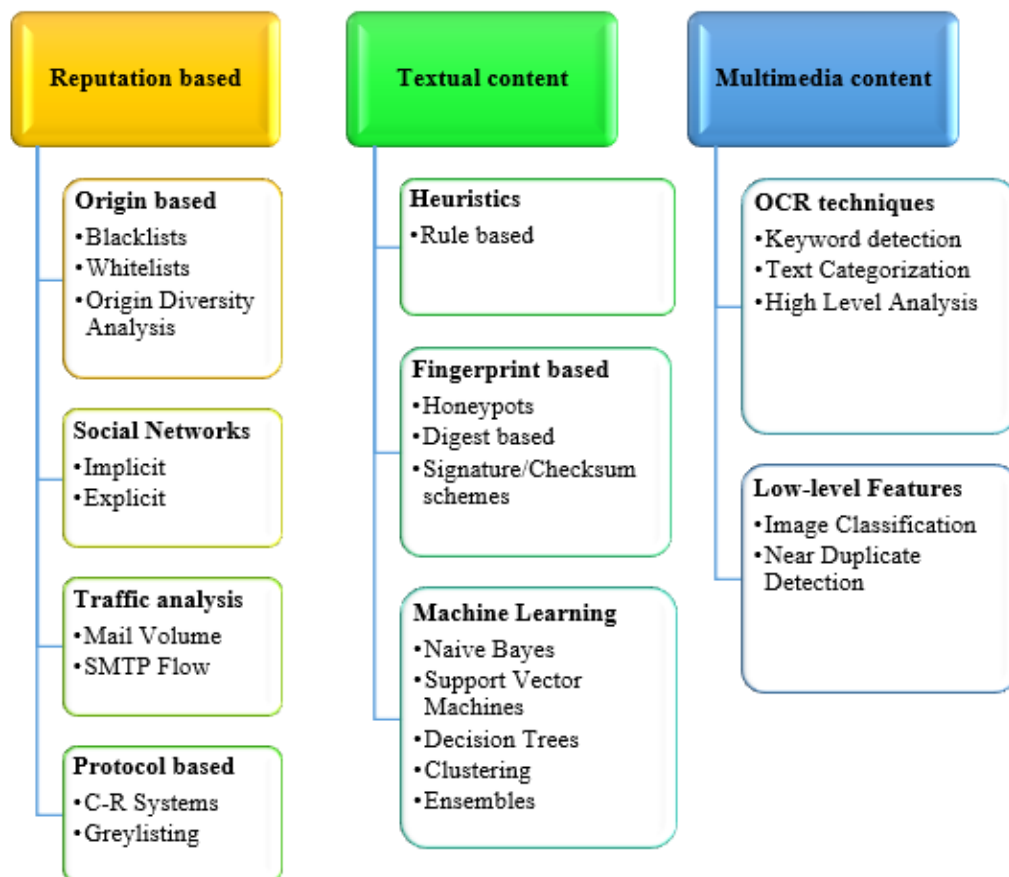 Reputation based
Origin based
•Blacklists
•Whitelists
•Origin Diversity
Analysis
Social Networks
•Implicit
•Explicit
Traffic analysis
•Mail Volume
•SMTP Flow
Protocol based
•C-R Systems
•Greylisting
Textual content
Heuristics
•Rule based
Fingerprint based
•Honeypots
•Digest based
•Signature/Checksum
schemes
Machine Learning
•Naive Bayes
•Support Vector
Machines
•Decision Trees
•Clustering
•Ensembles
Multimedia content
OCR techniques
•Keyword detection
•Text Categorization
•High Level Analysis
Low-level Features
•Image Classification
•Near Duplicate
Detection